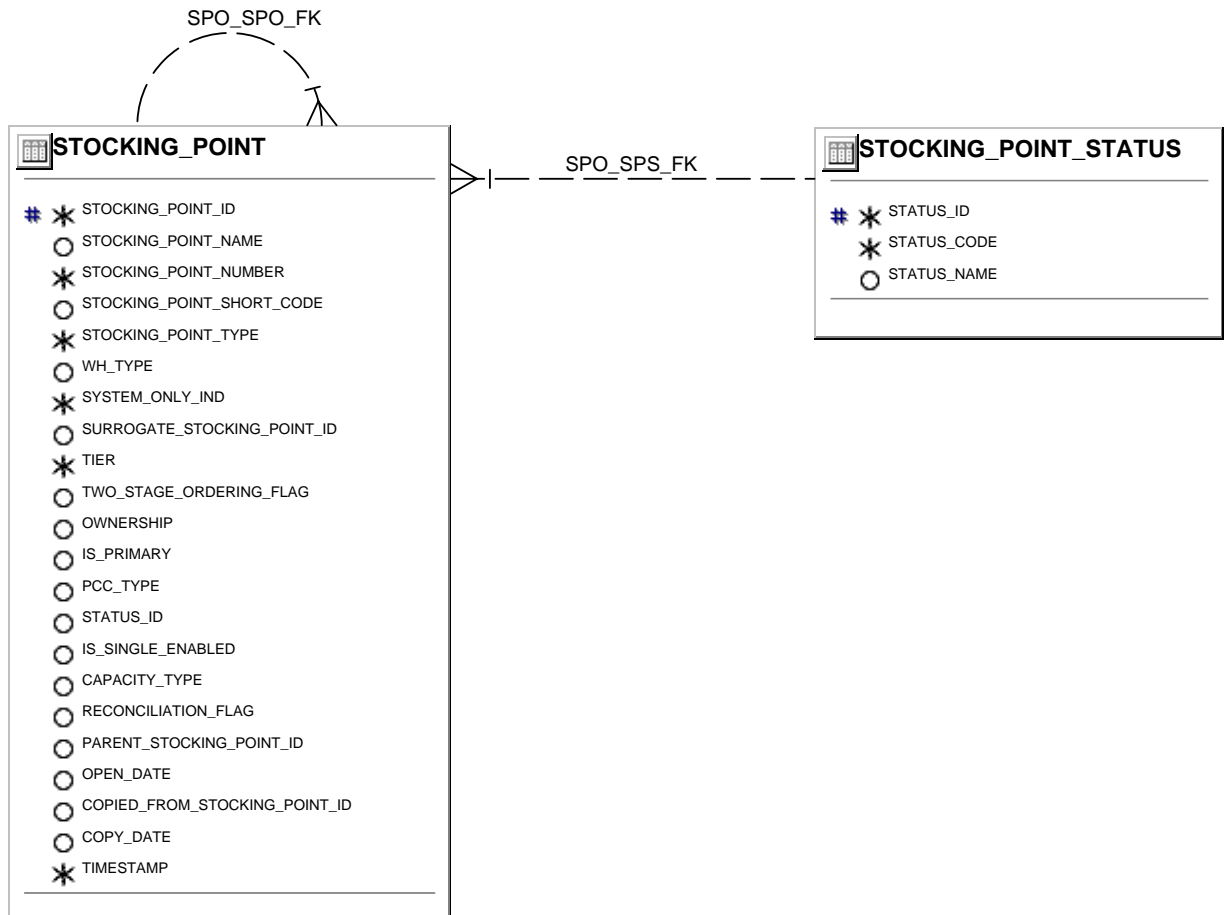 SPO_SPO_FK
STOCKING_POINT
# * STOCKING_POINT_ID
STOCKING_POINT_NAME
* STOCKING_POINT_NUMBER
STOCKING_POINT_SHORT_CODE
* STOCKING_POINT_TYPE
WH_TYPE
* SYSTEM_ONLY_IND
SURROGATE_STOCKING_POINT_ID
* TIER
TWO_STAGE_ORDERING_FLAG
OWNERSHIP
IS_PRIMARY
PCC_TYPE
STATUS_ID
IS_SINGLE_ENABLED
CAPACITY_TYPE
RECONCILIATION_FLAG
PARENT_STOCKING_POINT_ID
OPEN_DATE
COPIED_FROM_STOCKING_POINT_ID
COPY_DATE
* TIMESTAMP
SPO_SPS_FK
STOCKING_POINT_STATUS
# * STATUS_ID
* STATUS_CODE
STATUS_NAME